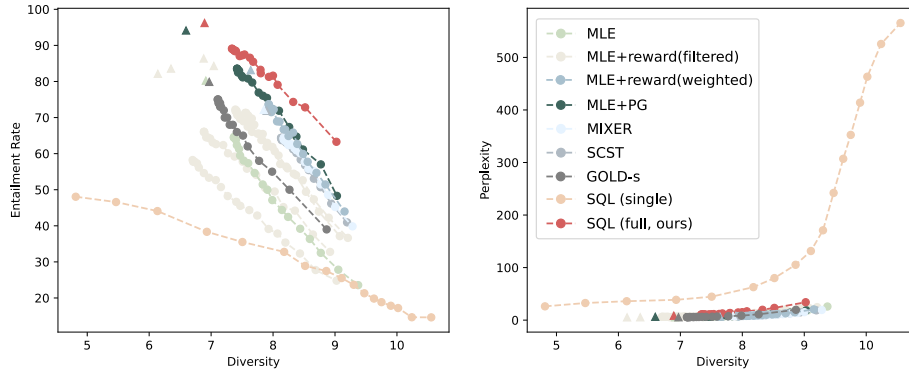 100
90
80
70
60
50
40
30
20
Entailment Rate
5 6 7 8 9 10
Diversity
500
400
300
200
100
0
Perplexity
5 6 7 8 9 10
Diversity
MLE
MLE+reward(filtered)
MLE+reward(weighted)
MLE+PG
MIXER
SCST
GOLD-s
SQL (single)
SQL (full, ours)